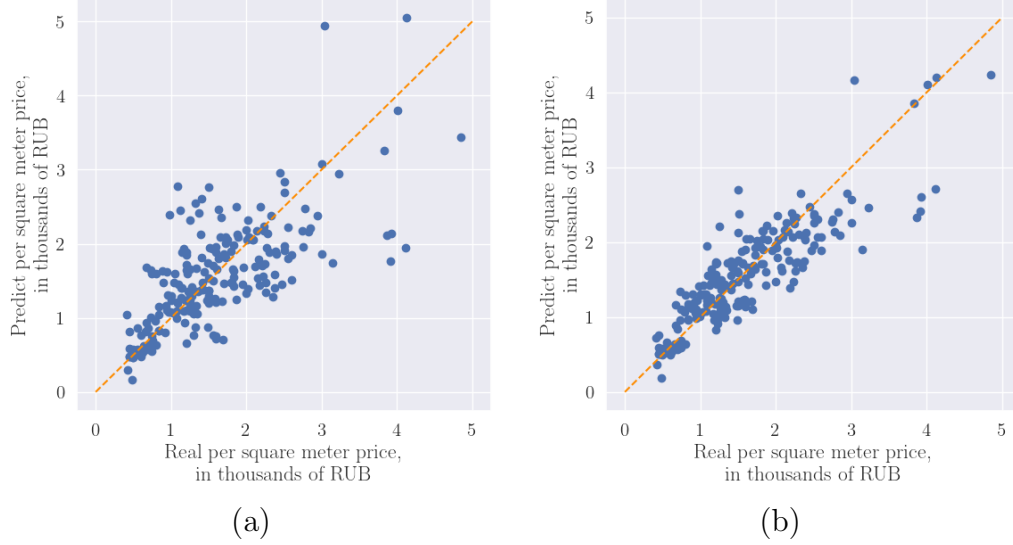 5
4
3
2
1
0
Predict per square meter price,
in thousands of RUB
0 1 2 3 4 5
Real per square meter price,
in thousands of RUB
(a)
5
4
3
2
1
0
Predict per square meter price,
in thousands of RUB
0 1 2 3 4 5
Real per square meter price,
in thousands of RUB
(b)